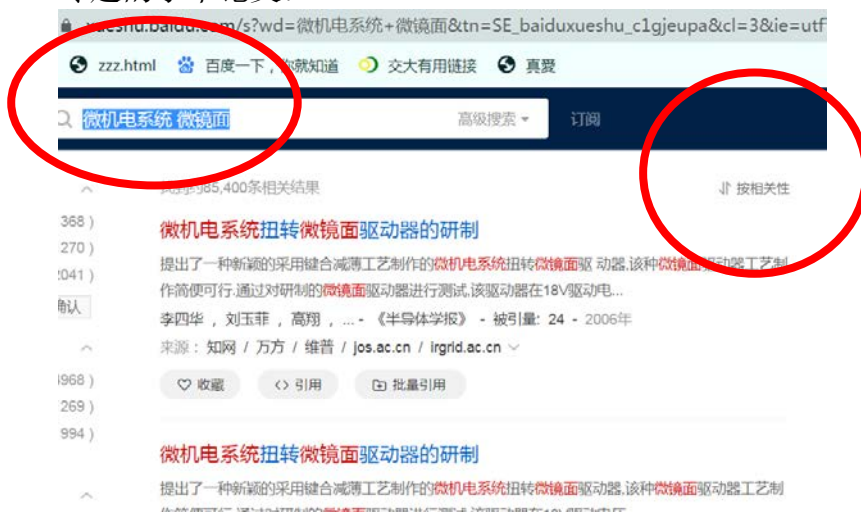 xueshu.baidu.com/s?wd=微机电系统+微镜面&tn=SE_baiduxueshu_c1gjeupa&cl=3&ie=utf
zzz.html 百度一下，你就知道 交大有用链接 真爱
微机电系统 微镜面 高级搜索 订阅
85,400条相关结果 按相关性
368 )
微机电系统扭转微镜面驱动器的研制
270 )
提出了一种新颖的采用键合减薄工艺制作的微机电系统扭转微镜面驱 动器,该种微镜面驱动器工艺制
2041 )
作简便可行.通过对研制的微镜面驱动器进行测试,该驱动器在18V驱动电...
确认
李四华 ， 刘玉菲 ， 高翔 ，... - 《半导体学报》 - 被引量: 24 - 2006年
来源：知网 / 万方 / 维普 / jos.ac.cn / irgrid.ac.cn
4968 )
收藏 <> 引用 批量引用
269 )
994 )
微机电系统扭转微镜面驱动器的研制
提出了一种新颖的采用键合减薄工艺制作的微机电系统扭转微镜面驱动器,该种微镜面驱动器工艺制